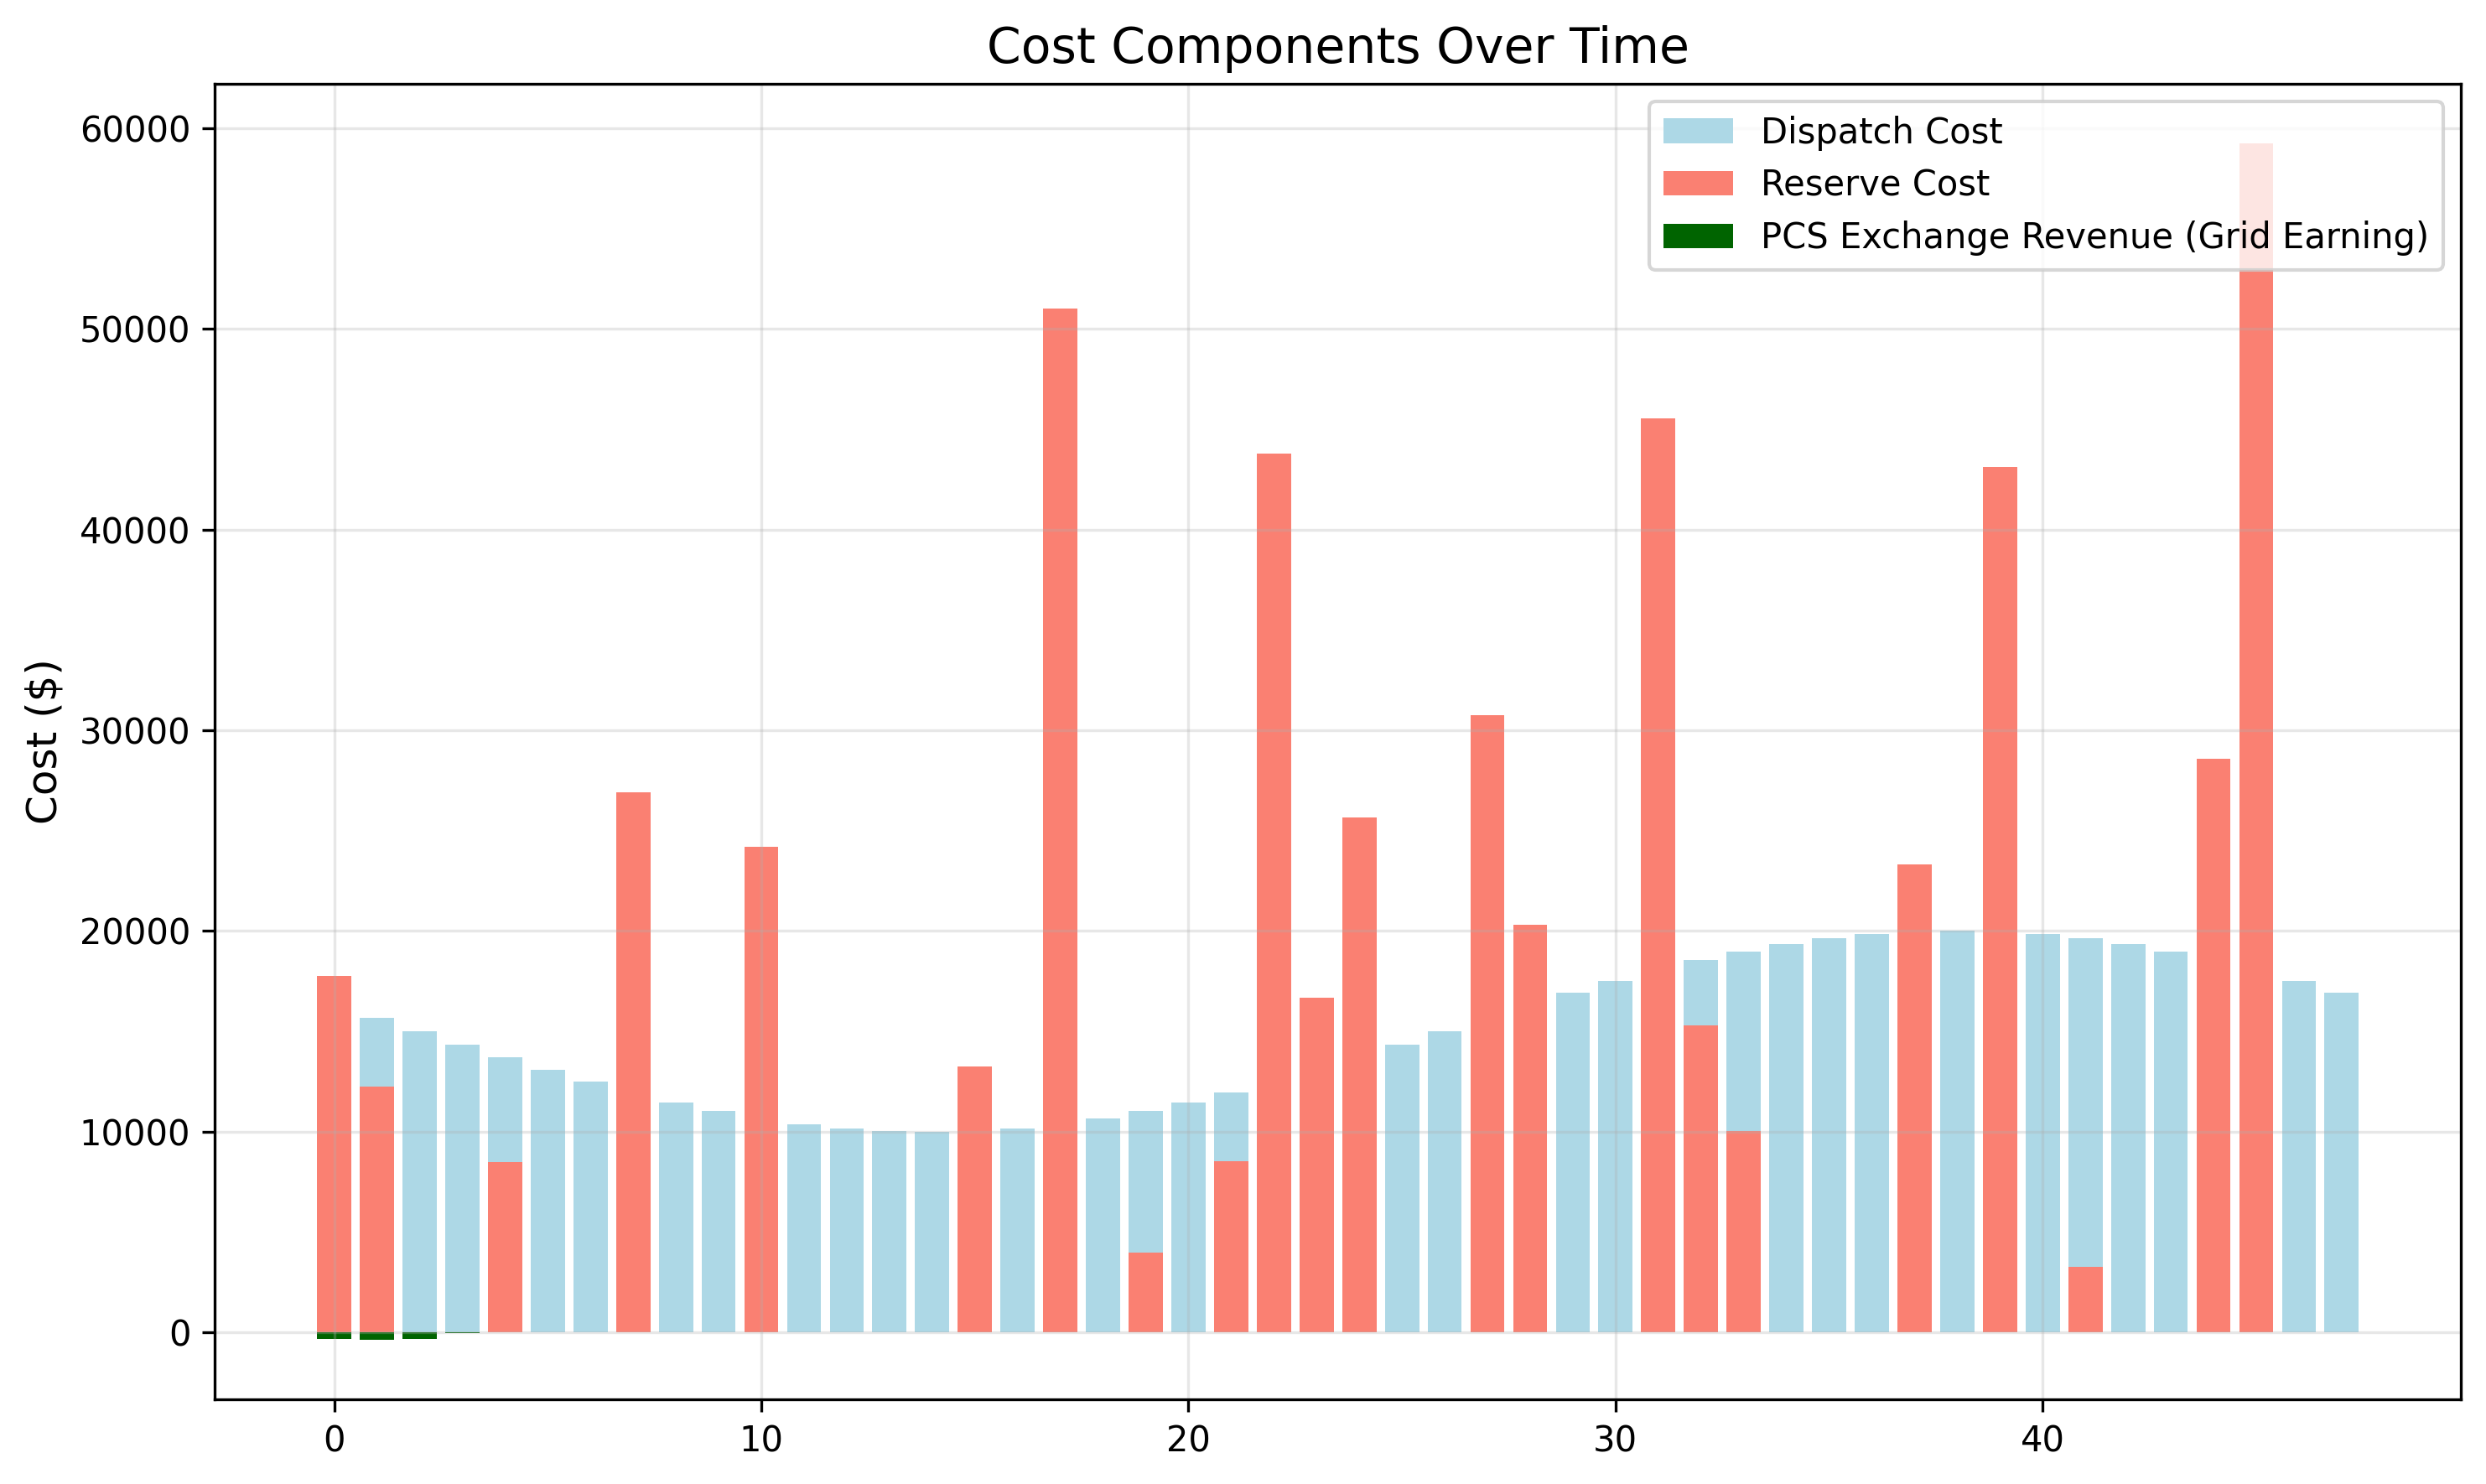 Cost Components Over Time
Dispatch Cost
Reserve Cost
PCS Exchange Revenue (Grid Earning)
Cost ($)
60000
50000
40000
30000
20000
10000
0
0 10 20 30 40